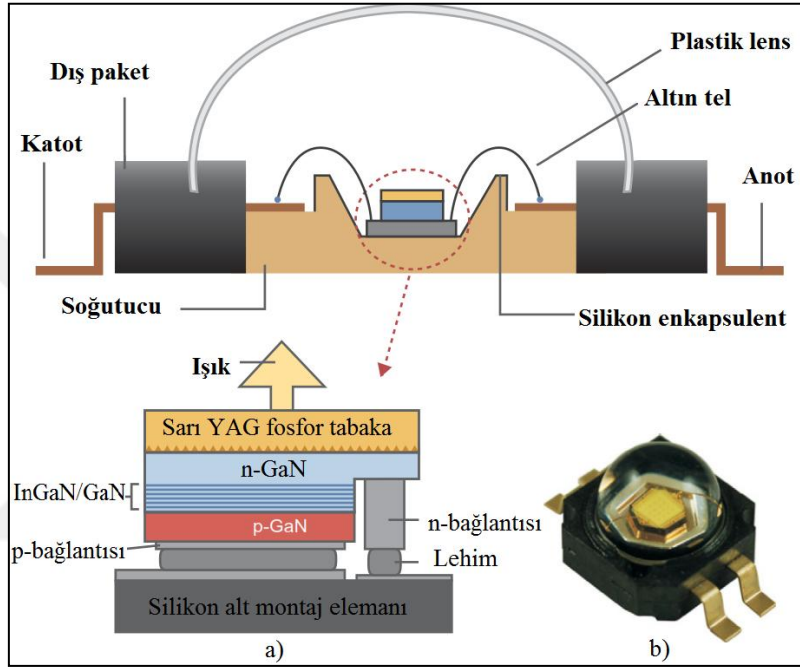 Plastik lens
Dış paket
Altın tel
Katot
Anot
Soğutucu
Silikon enkapsulent
Işık
Sarı YAG fosfor tabaka
n-GaN
InGaN/GaN
p-GaN
n-bağlantısı
p-bağlantısı
Lehim
Silikon alt montaj elemanı
a)
b)